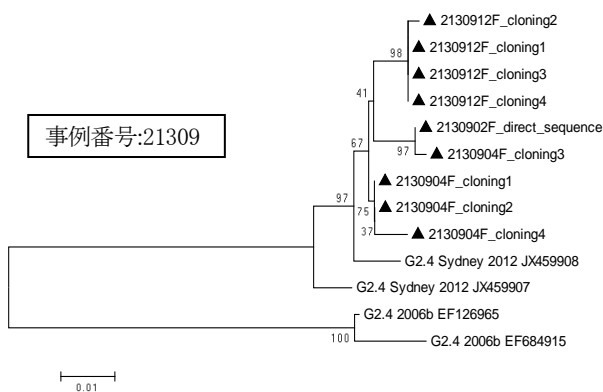 2130912F_cloning2
98
2130912F_cloning1
2130912F_cloning3
41
2130912F_cloning4
事例番号:21309
2130902F_direct_sequence
67
97
2130904F_cloning3
2130904F_cloning1
97
75
2130904F_cloning2
37
2130904F_cloning4
G2.4 Sydney 2012 JX459908
G2.4 Sydney 2012 JX459907
G2.4 2006b EF126965
100
G2.4 2006b EF684915
0.01